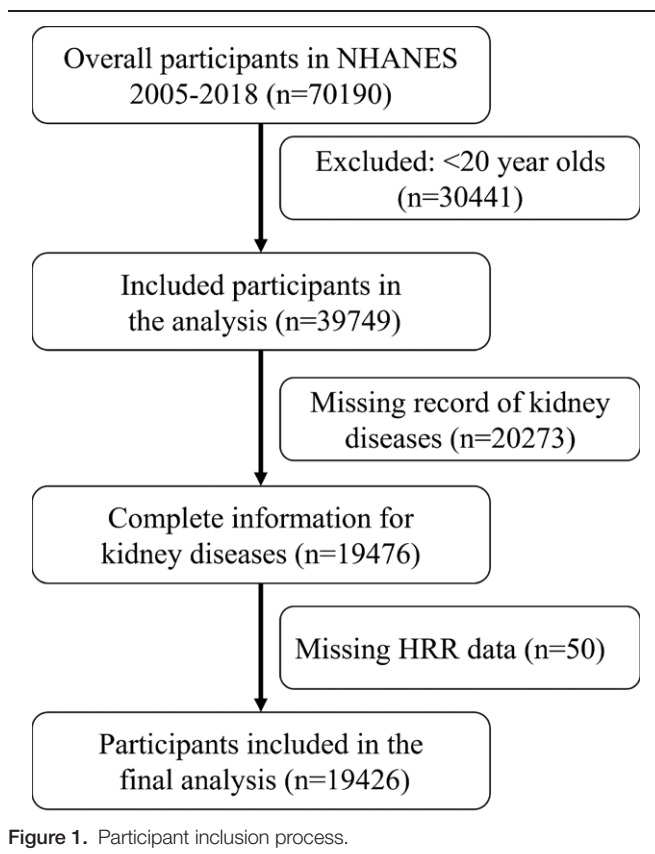 Overall participants in NHANES
2005-2018 (n=70190)
Excluded: <20 year olds
(n=30441)
Included participants in
the analysis (n=39749)
Missing record of kidney
diseases (n=20273)
Complete information for
kidney diseases (n=19476)
Missing HRR data (n=50)
Participants included in the
final analysis (n=19426)
Figure 1. Participant inclusion process.